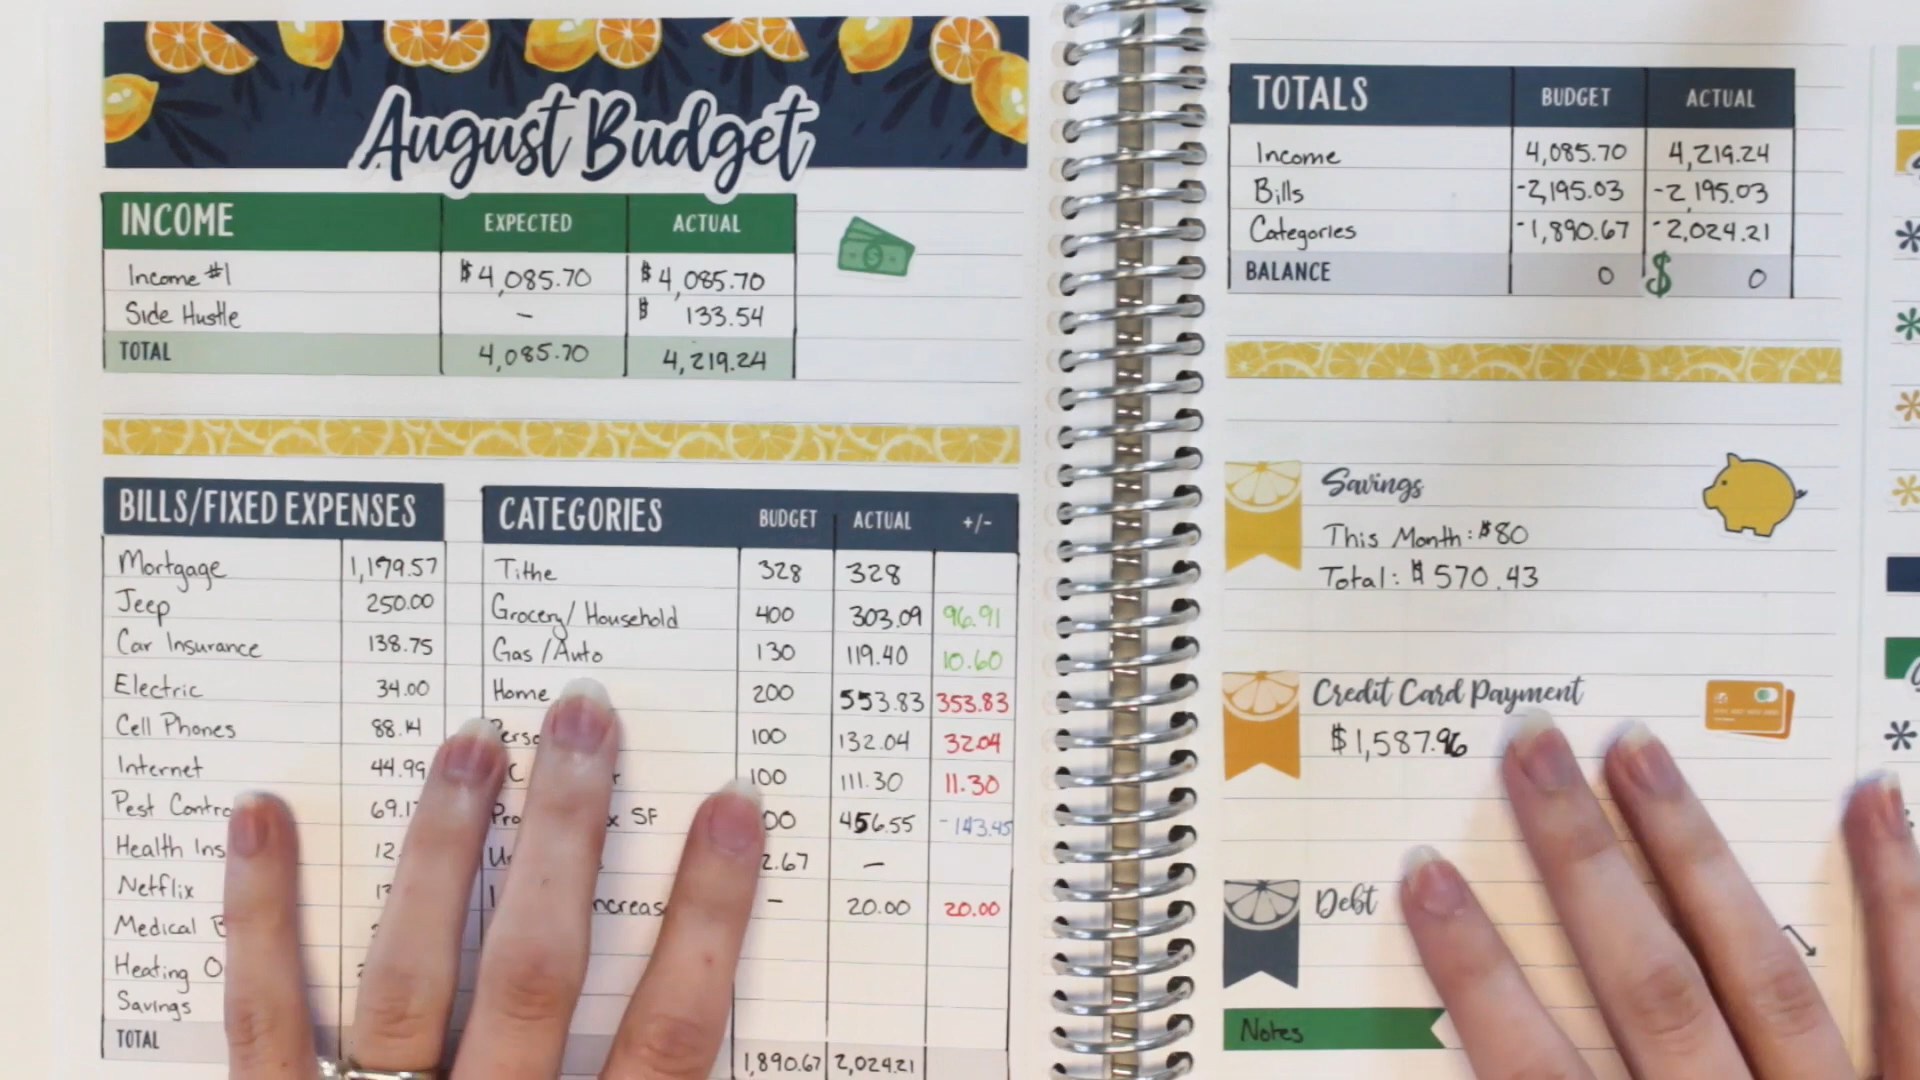 August Budget
INCOME EXPECTED ACTUAL
Income #1 $4,085.70 $4,085.70
Side Hustle – $ 133.54
TOTAL 4,085.70 4,219.24
BILLS/FIXED EXPENSES
Mortgage 1,179.57
Jeep 250.00
Car Insurance 138.75
Electric 34.00
Cell Phones 88.14
Internet 44.99
Pest
Health
Netflix
Medical
Heating
Savings
TOTAL
CATEGORIES BUDGET ACTUAL +/-
Tithe 328 328
Grocery/Household 400 303.09 96.91
Gas/Auto 130 119.40 10.60
Home 200 553.83 353.83
100 132.04 32.04
100 111.30 11.30
SF 456.55 -143.45
–
– 20.00 20.00
1,890.67 2,024.21
TOTALS BUDGET ACTUAL
Income 4,085.70 4,219.24
Bills -2,195.03 -2,195.03
Categories -1,890.67 -2,024.21
BALANCE 0 $ 0
Savings
This Month: $80
Total: $570.43
Credit Card Payment
$1,587.96
Debt
Notes